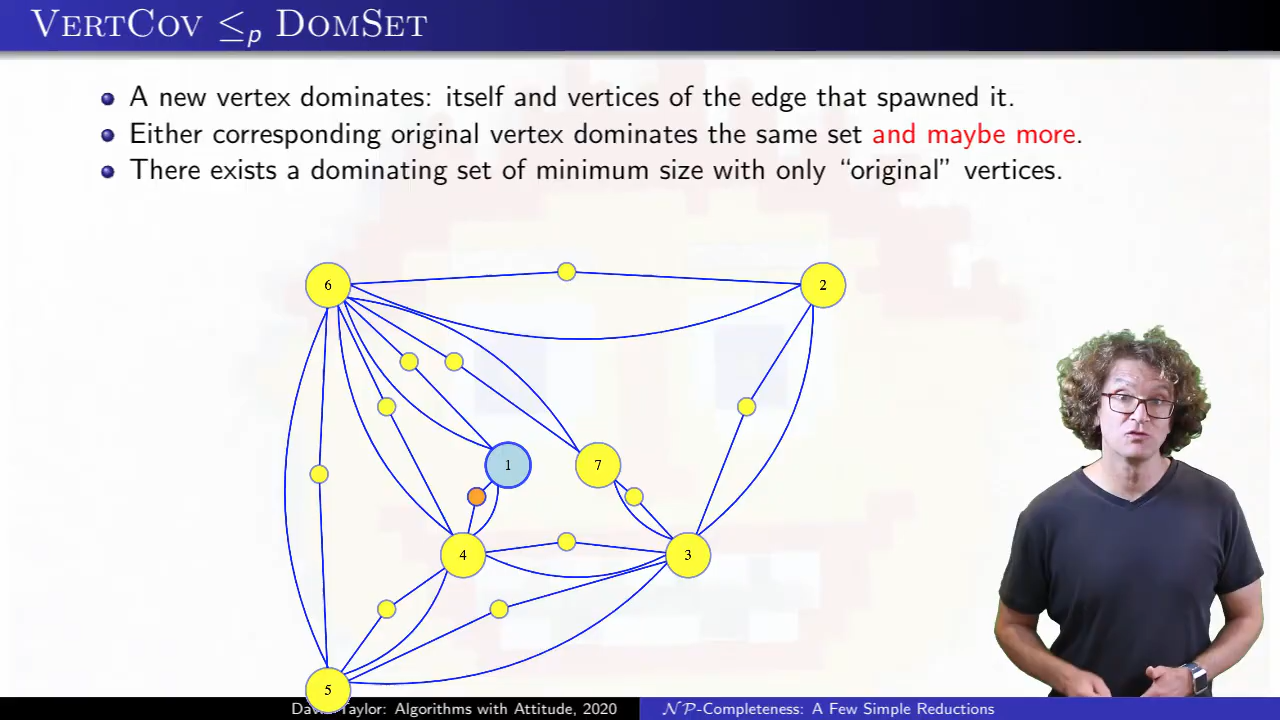 VERTCOV ≤p DOMSET
A new vertex dominates: itself and vertices of the edge that spawned it.
Either corresponding original vertex dominates the same set and maybe more.
There exists a dominating set of minimum size with only “original” vertices.
6
2
1
7
4
3
5
David Taylor: Algorithms with Attitude, 2020
NP-Completeness: A Few Simple Reductions